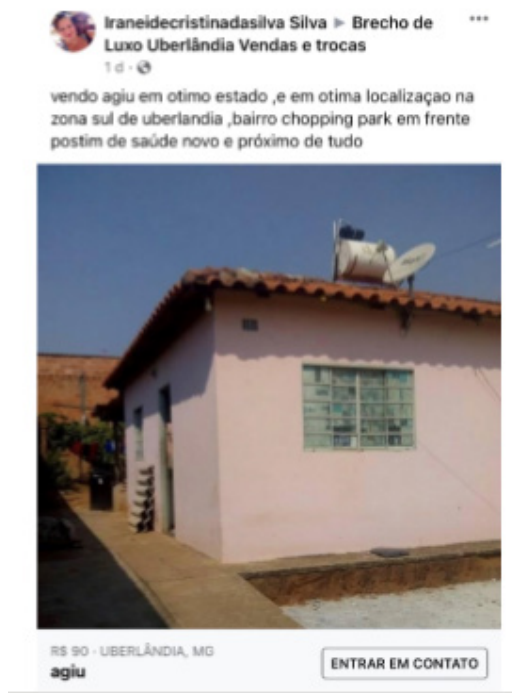 Iraneidecristinadasilva Silva ▶ Brecho de
Luxo Uberlândia Vendas e trocas
1 d ·
vendo agiu em otimo estado ,e em otima localizaçao na
zona sul de uberlandia ,bairro chopping park em frente
postim de saúde novo e próximo de tudo
R$ 90 · UBERLÂNDIA, MG
agiu
ENTRAR EM CONTATO